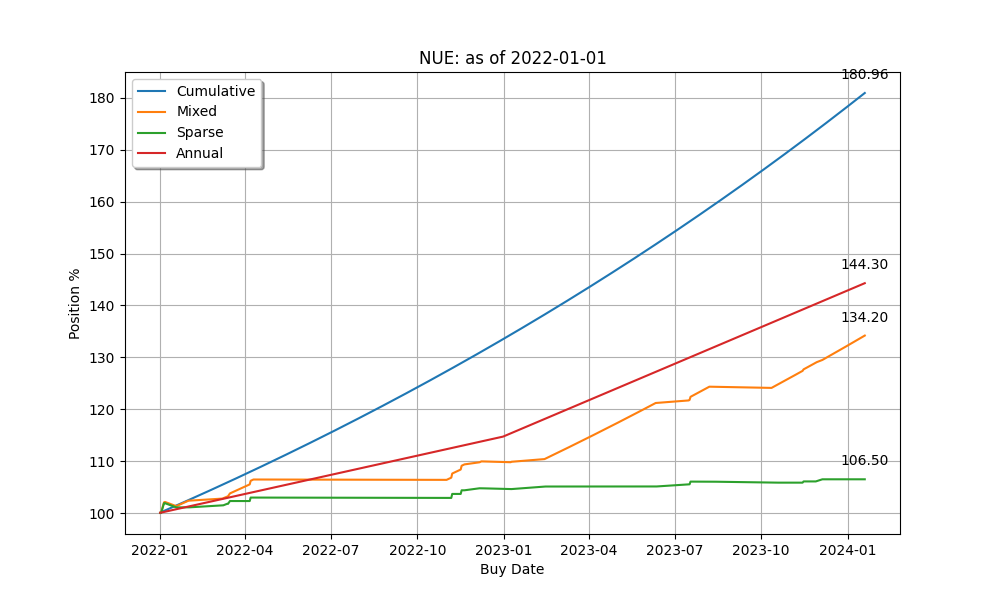 NUE: as of 2022-01-01
180.96
180
Cumulative
Mixed
Sparse
Annual
170
160
150
144.30
140
134.20
130
120
110
106.50
100
Position %
2022-01 2022-04 2022-07 2022-10 2023-01 2023-04 2023-07 2023-10 2024-01
Buy Date